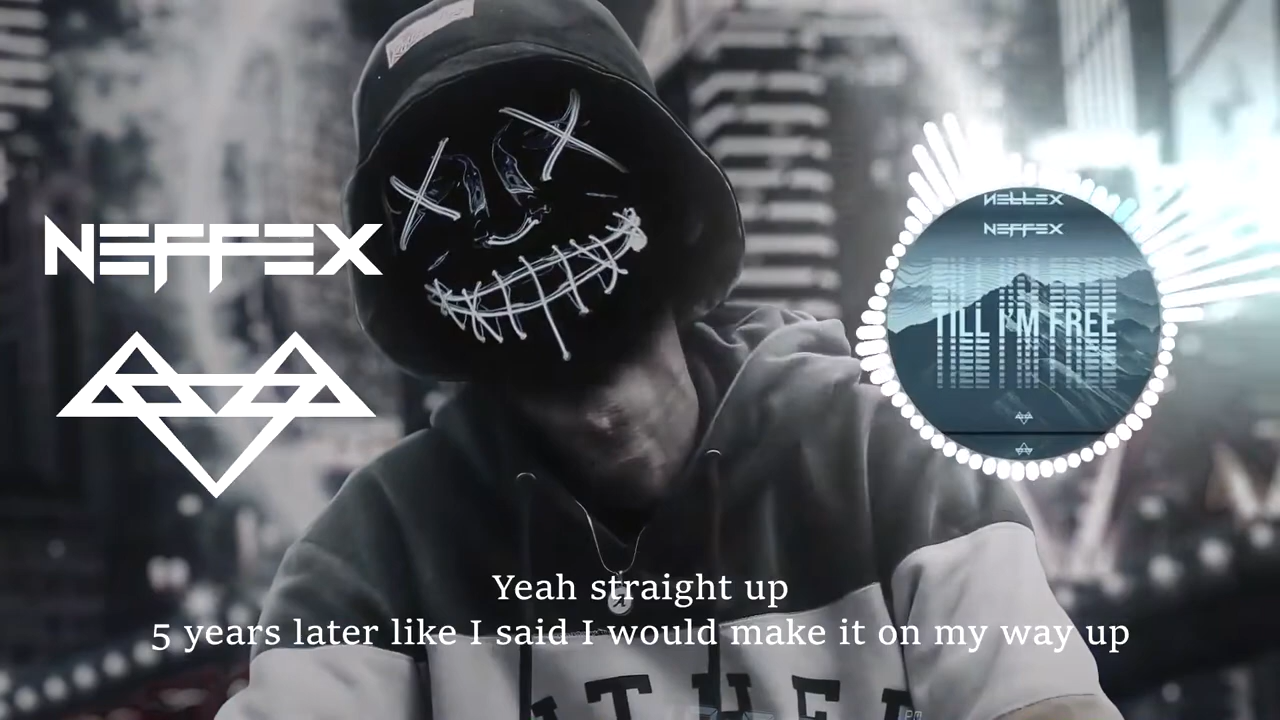 NEFFEX
NEFFEX
TILL I'M FREE
Yeah straight up
5 years later like I said I would make it on my way up